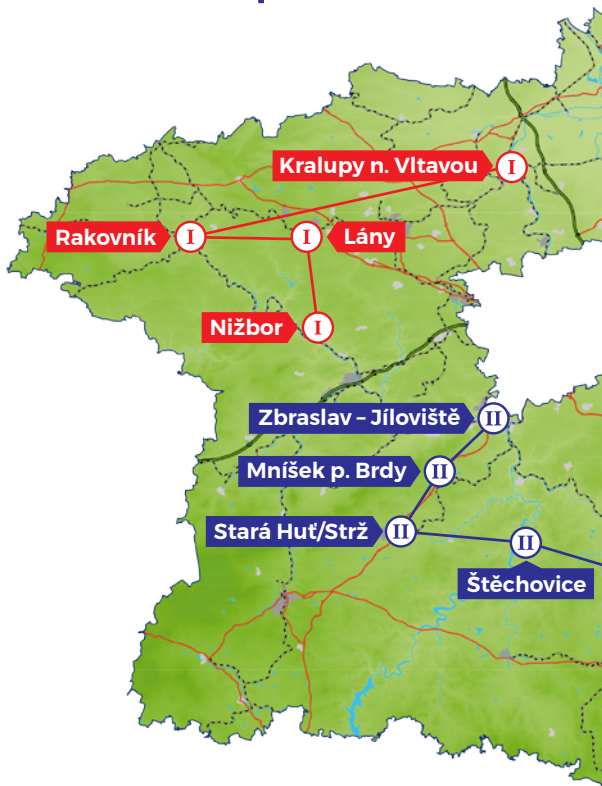 Kralupy n. Vltavou I
Rakovník I
I Lány
Nižbor I
Zbraslav – Jíloviště II
Mníšek p. Brdy II
Stará Huť/Strž II
II
Štěchovice